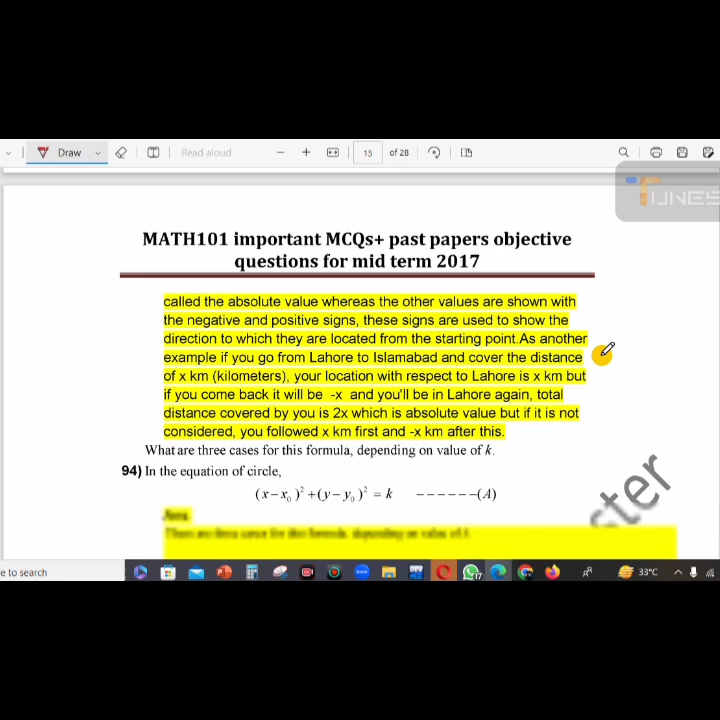 Draw
Read aloud
15
of 28
TUNES
MATH101 important MCQs+ past papers objective
questions for mid term 2017
called the absolute value whereas the other values are shown with
the negative and positive signs, these signs are used to show the
direction to which they are located from the starting point.As another
example if you go from Lahore to Islamabad and cover the distance
of x km (kilometers), your location with respect to Lahore is x km but
if you come back it will be -x and you'll be in Lahore again, total
distance covered by you is 2x which is absolute value but if it is not
considered, you followed x km first and -x km after this.
What are three cases for this formula, depending on value of k.
94) In the equation of circle,
(x-x₀)²+(y-y₀)² = k ------(A)
cter
Ans
e to search
17
33°C